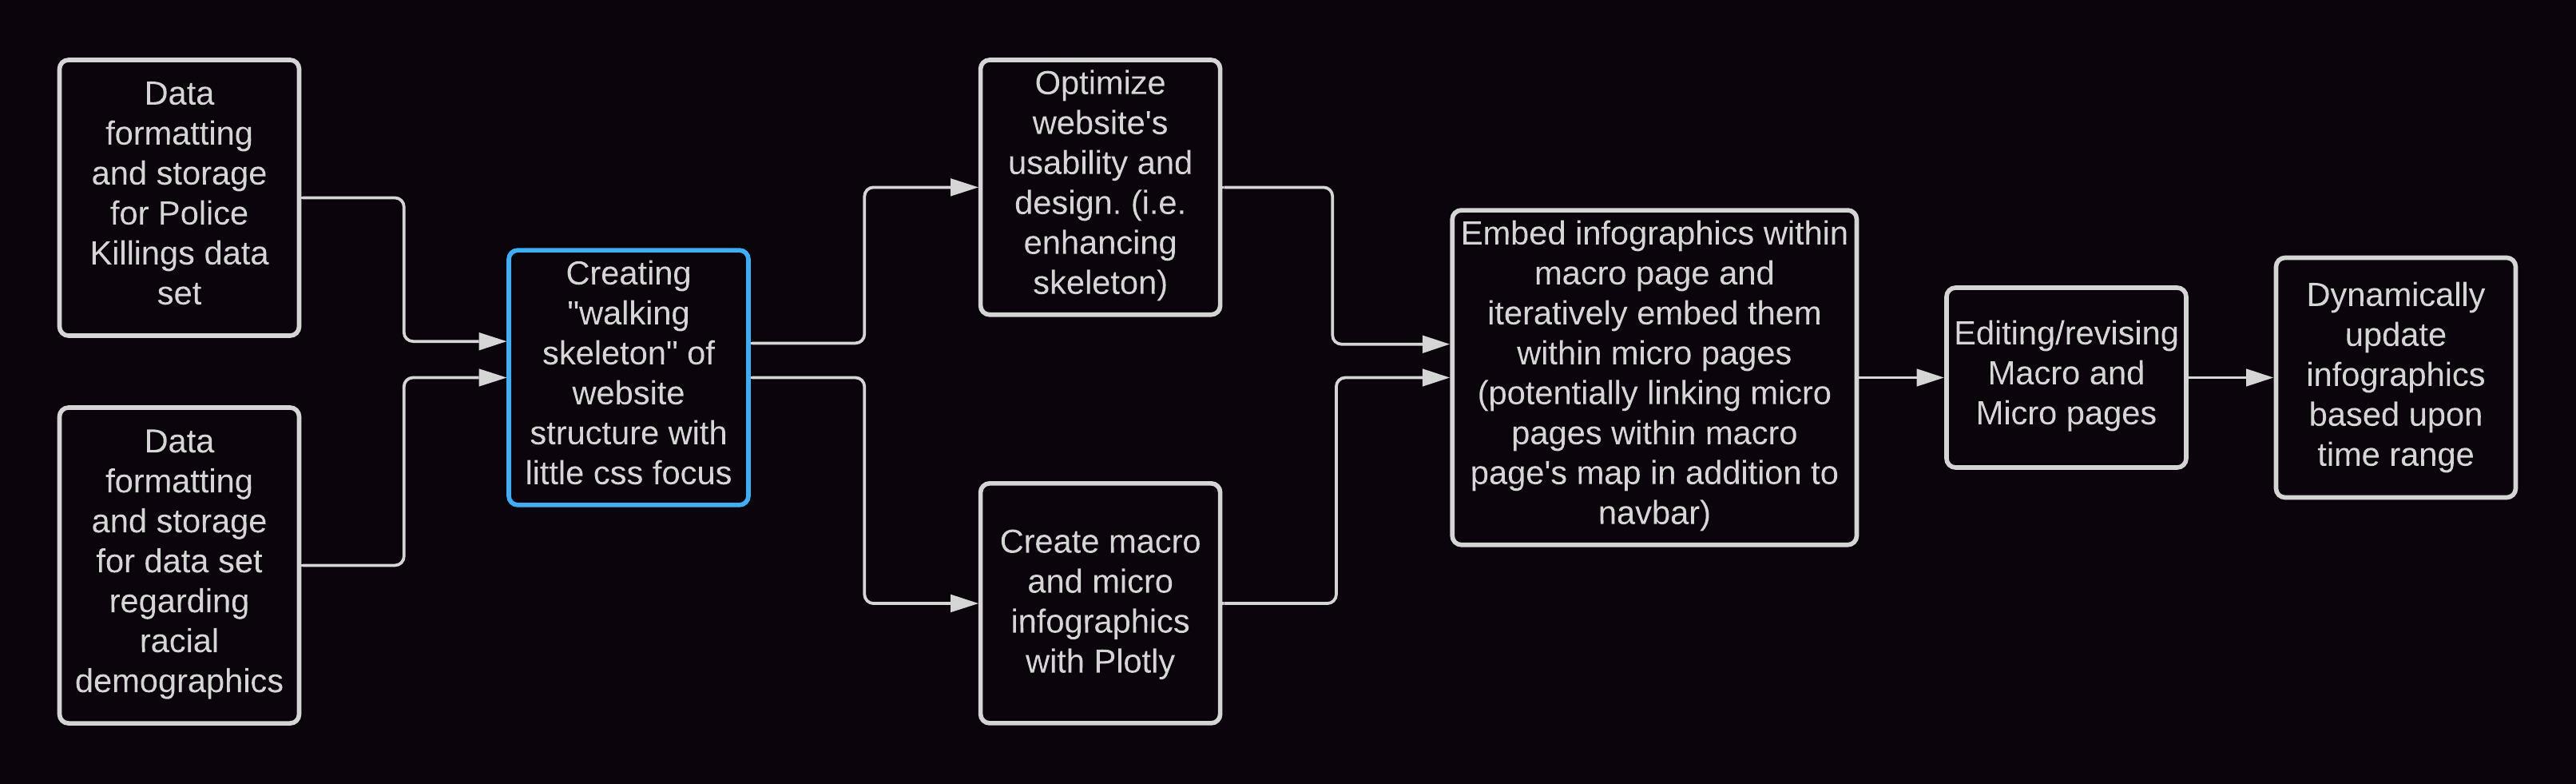 Data
formatting
and storage
for Police
Killings data
set
Data
formatting
and storage
for data set
regarding
racial
demographics
Creating
"walking
skeleton" of
website
structure with
little css focus
Optimize
website's
usability and
design. (i.e.
enhancing
skeleton)
Create macro
and micro
infographics
with Plotly
Embed infographics within
macro page and
iteratively embed them
within micro pages
(potentially linking micro
pages within macro
page's map in addition to
navbar)
Editing/revising
Macro and
Micro pages
Dynamically
update
infographics
based upon
time range